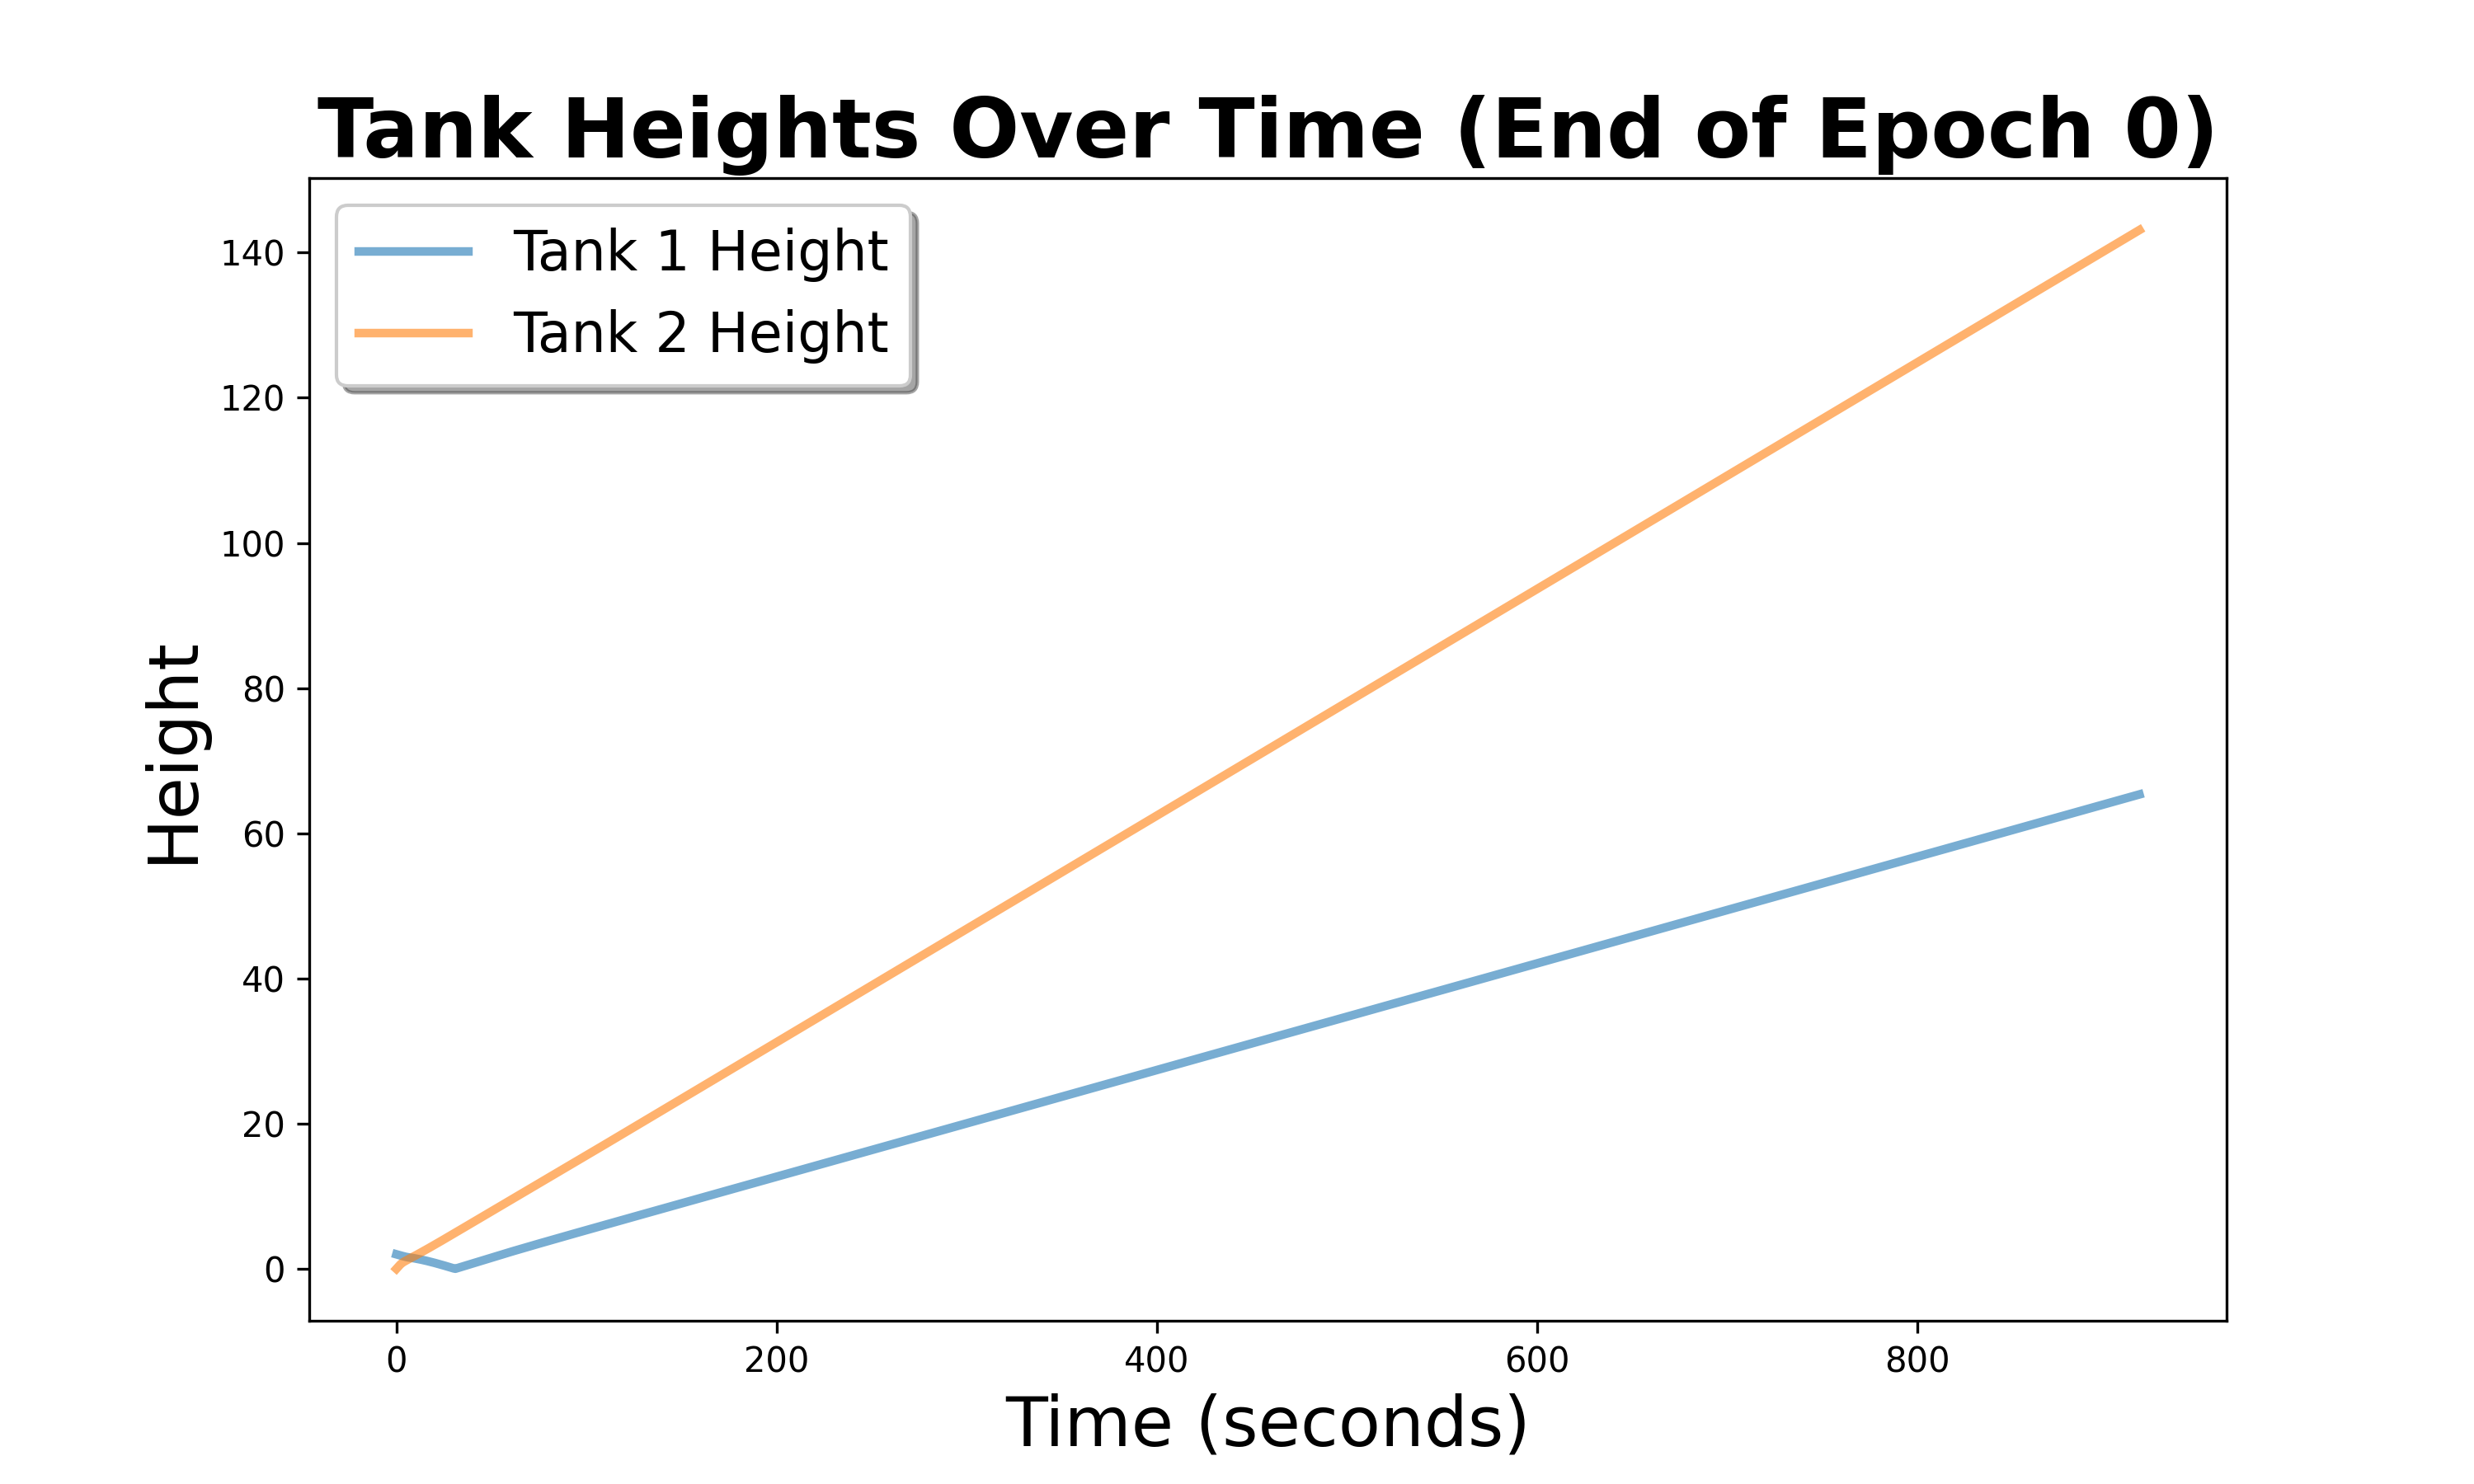 Tank Heights Over Time (End of Epoch 0)
Tank 1 Height
Tank 2 Height
Height
140
120
100
80
60
40
20
0
0 200 400 600 800
Time (seconds)